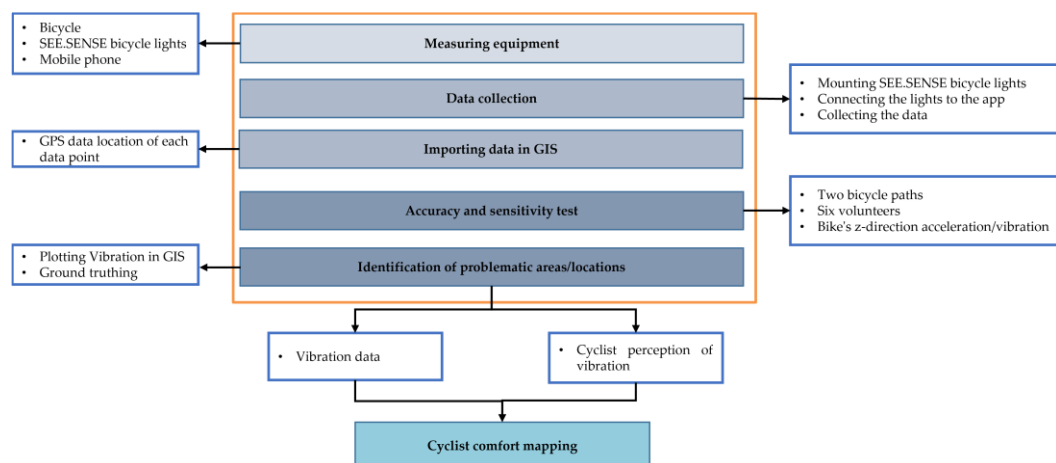 • Bicycle
• SEE.SENSE bicycle lights
• Mobile phone
Measuring equipment
Data collection
• Mounting SEE.SENSE bicycle lights
• Connecting the lights to the app
• Collecting the data
• GPS data location of each
data point
Importing data in GIS
Accuracy and sensitivity test
• Two bicycle paths
• Six volunteers
• Bike's z-direction acceleration/vibration
• Plotting Vibration in GIS
• Ground truthing
Identification of problematic areas/locations
• Vibration data
• Cyclist perception of
vibration
Cyclist comfort mapping